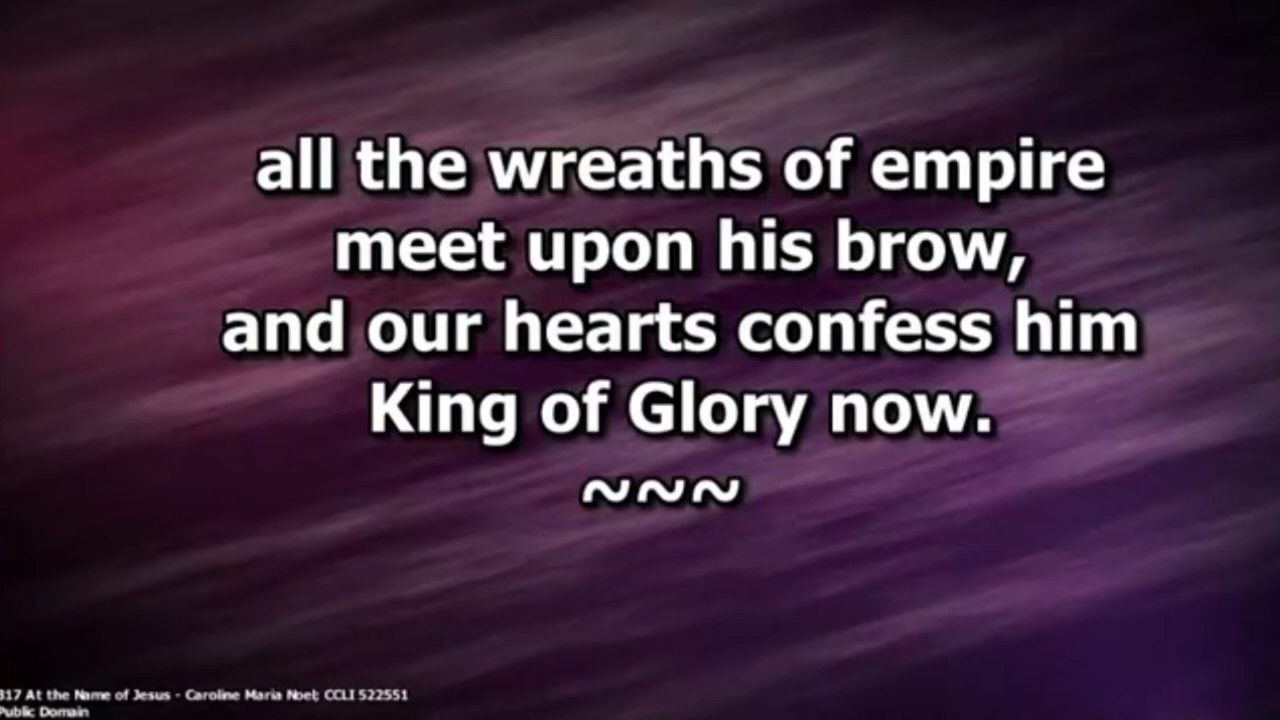 all the wreaths of empire
meet upon his brow,
and our hearts confess him
King of Glory now.
~~~
317 At the Name of Jesus - Caroline Maria Noel; CCLI 522551
Public Domain